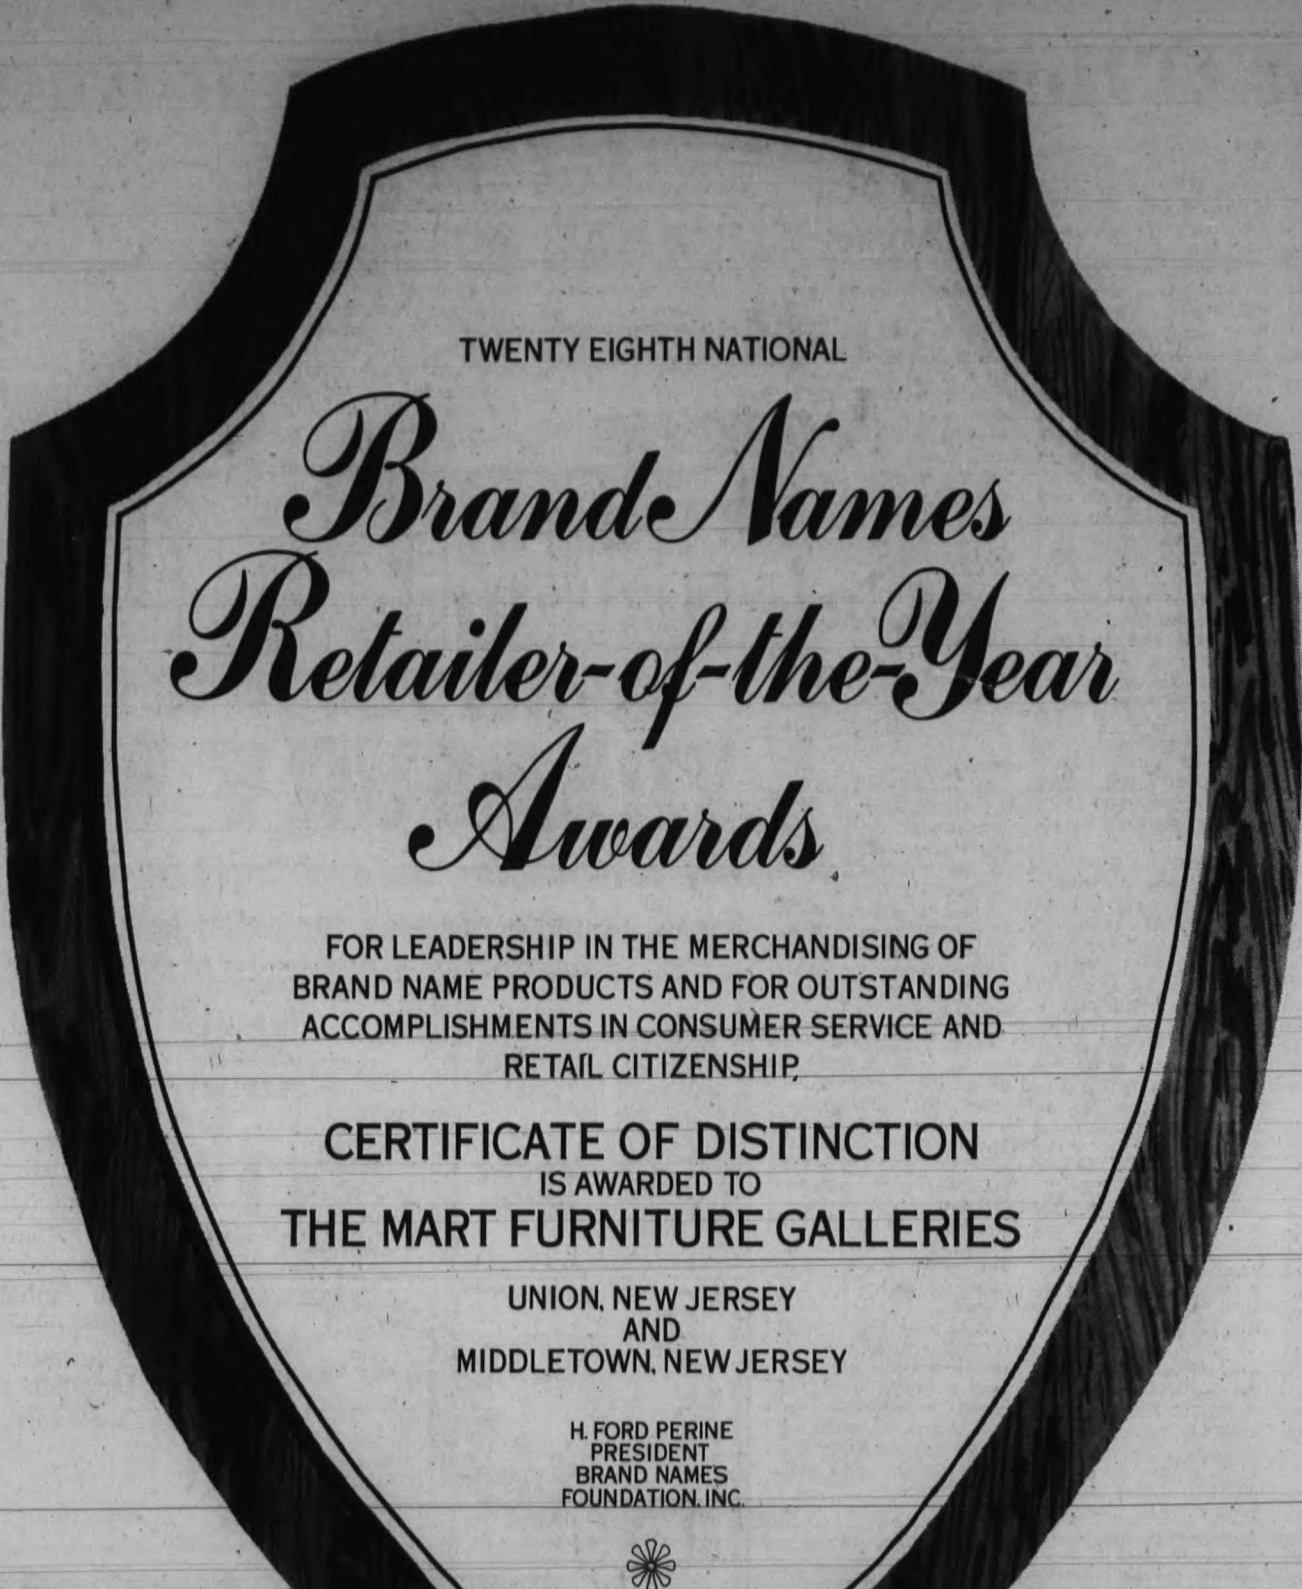 TWENTY EIGHTH NATIONAL
Brand Names
Retailer-of-the-Year
Awards
FOR LEADERSHIP IN THE MERCHANDISING OF
BRAND NAME PRODUCTS AND FOR OUTSTANDING
ACCOMPLISHMENTS IN CONSUMER SERVICE AND
RETAIL CITIZENSHIP,
CERTIFICATE OF DISTINCTION
IS AWARDED TO
THE MART FURNITURE GALLERIES
UNION, NEW JERSEY
AND
MIDDLETOWN, NEW JERSEY
H. FORD PERINE
PRESIDENT
BRAND NAMES
FOUNDATION, INC.